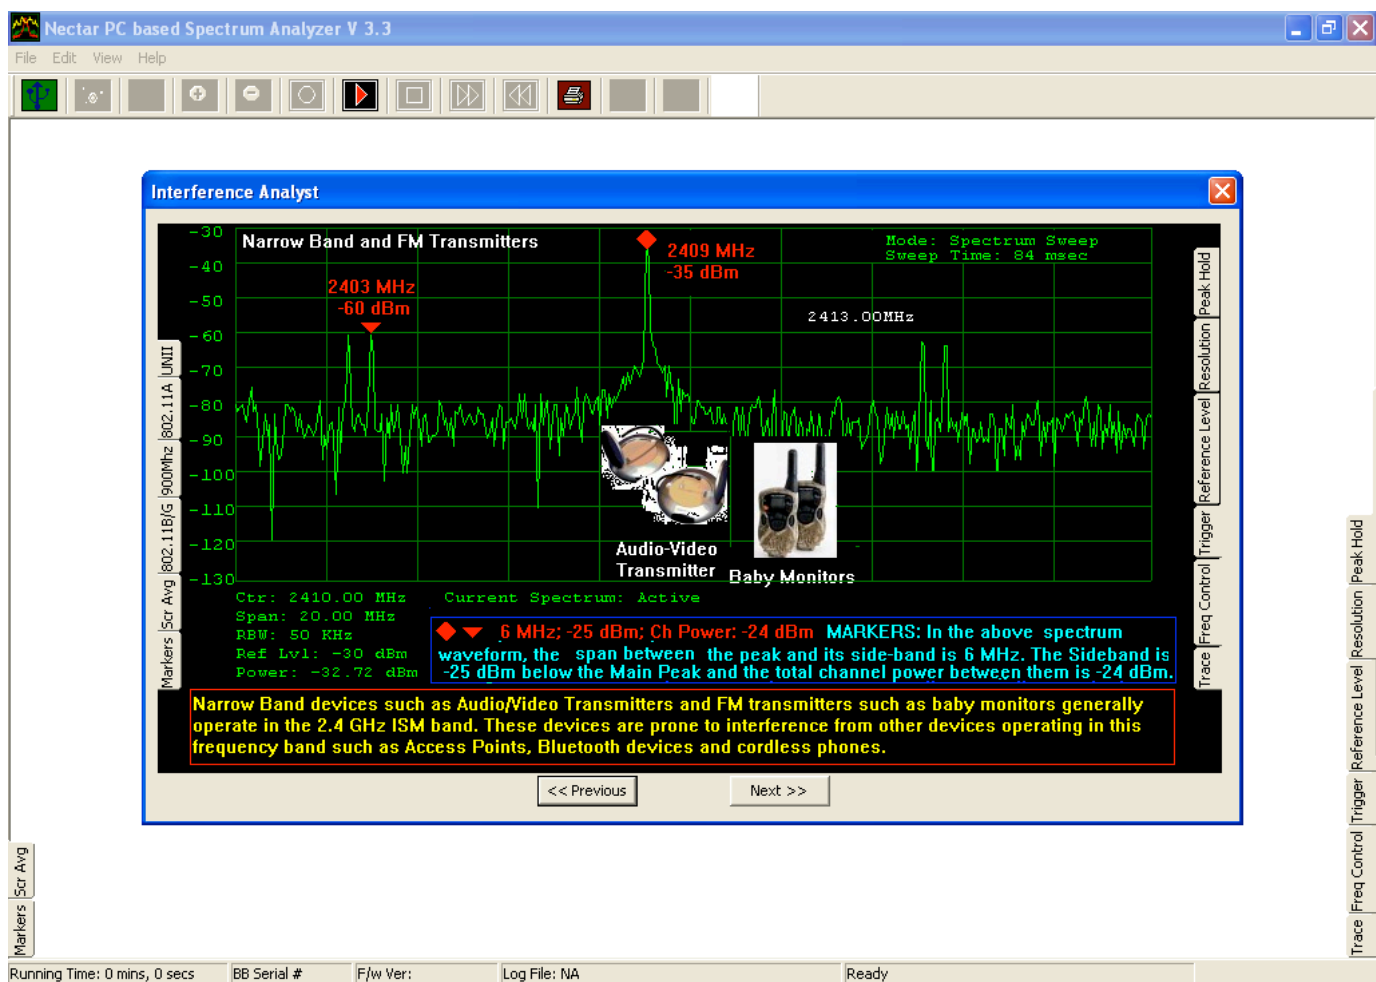 Nectar PC based Spectrum Analyzer V 3.3
File Edit View Help
Interference Analyst
Narrow Band and FM Transmitters
Mode: Spectrum Sweep
Sweep Time: 84 msec
2409 MHz
-35 dBm
2403 MHz
-60 dBm
2413.00MHz
-30
-40
-50
-60
-70
-80
-90
-100
-110
-120
-130
UNII
802.11A
900Mhz
802.11B/G
Scr Avg
Markers
Peak Hold
Resolution
Reference Level
Trigger
Freq Control
Trace
Audio-Video
Transmitter
Baby Monitors
Ctr: 2410.00 MHz
Span: 20.00 MHz
RBW: 50 KHz
Ref Lvl: -30 dBm
Power: -32.72 dBm
Current Spectrum: Active
6 MHz; -25 dBm; Ch Power: -24 dBm MARKERS: In the above spectrum
waveform, the span between the peak and its side-band is 6 MHz. The Sideband is
-25 dBm below the Main Peak and the total channel power between them is -24 dBm.
Narrow Band devices such as Audio/Video Transmitters and FM transmitters such as baby monitors generally
operate in the 2.4 GHz ISM band. These devices are prone to interference from other devices operating in this
frequency band such as Access Points, Bluetooth devices and cordless phones.
<< Previous
Next >>
Scr Avg
Markers
Peak Hold
Resolution
Reference Level
Trigger
Freq Control
Trace
Running Time: 0 mins, 0 secs
BB Serial #
F/w Ver:
Log File: NA
Ready